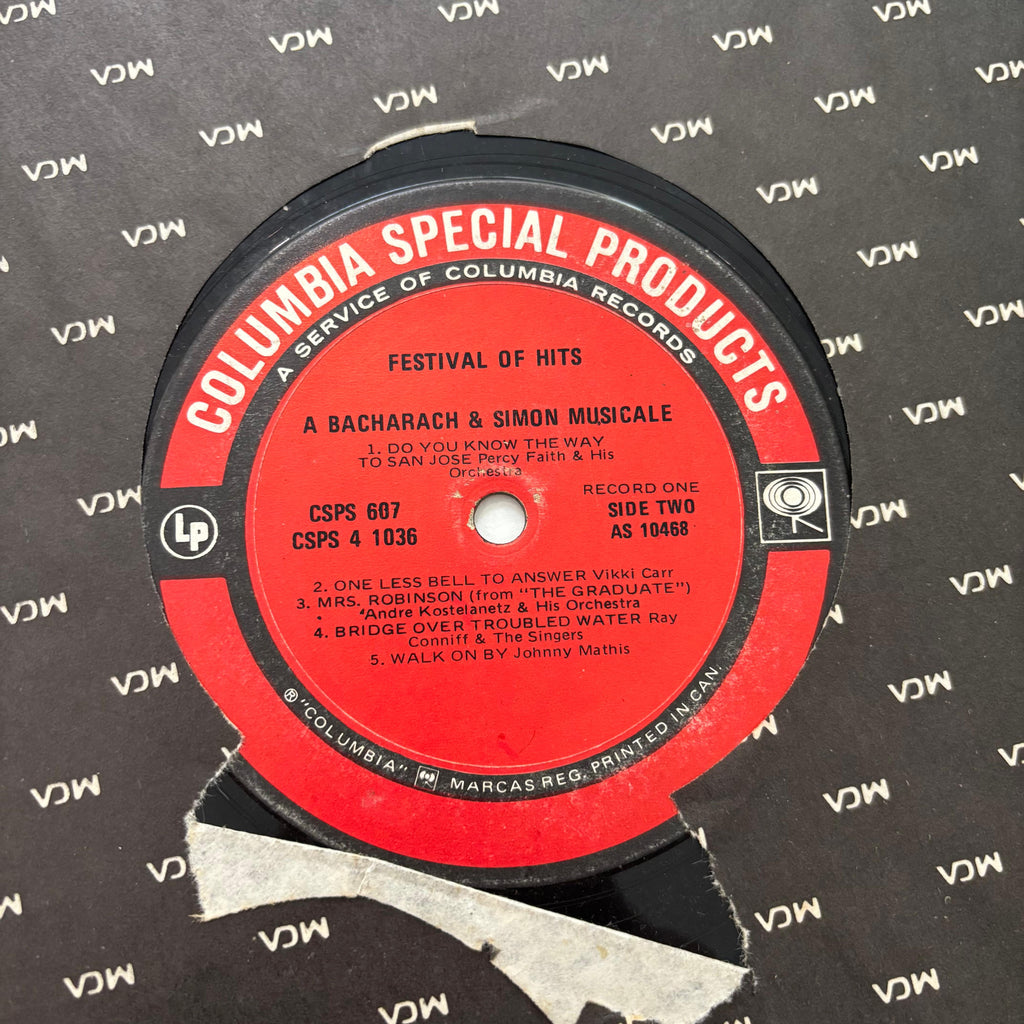 COLUMBIA SPECIAL PRODUCTS
A SERVICE OF COLUMBIA RECORDS
FESTIVAL OF HITS
A BACHARACH & SIMON MUSICALE
1. DO YOU KNOW THE WAY
TO SAN JOSE Percy Faith & His
Orchestra
RECORD ONE
CSPS 607
SIDE TWO
CSPS 4 1036
AS 10468
LP
2. ONE LESS BELL TO ANSWER Vikki Carr
3. MRS. ROBINSON (from "THE GRADUATE")
Andre Kostelanetz & His Orchestra
4. BRIDGE OVER TROUBLED WATER Ray
Conniff & The Singers
5. WALK ON BY Johnny Mathis
® "COLUMBIA" MARCAS REG. PRINTED IN CAN.
MCA